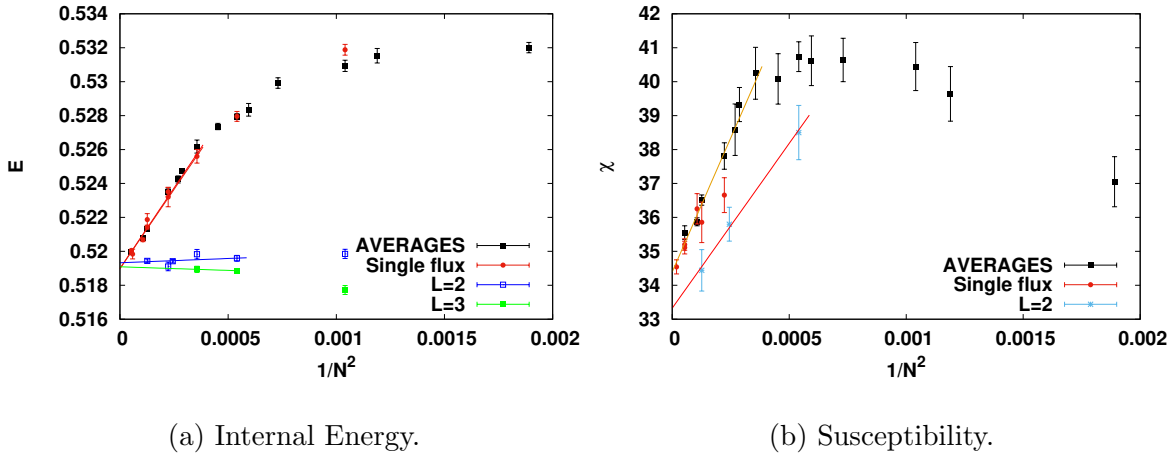 E
0.534
0.532
0.53
0.528
0.526
0.524
0.522
0.52
0.518
0.516
0 0.0005 0.001 0.0015 0.002
1/N²
AVERAGES
Single flux
L=2
L=3
(a) Internal Energy.
χ
42
41
40
39
38
37
36
35
34
33
0 0.0005 0.001 0.0015 0.002
1/N²
AVERAGES
Single flux
L=2
(b) Susceptibility.